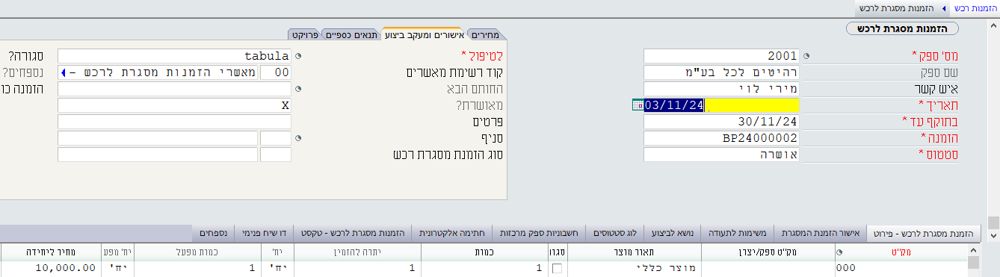 הזמנות רכש הזמנות מסגרת לרכש
הזמנות מסגרת לרכש
מחירים אישורים ומעקב ביצוע תנאים כספיים פרויקט
מס' ספק * 2001
שם ספק רהיטים לכל בע"מ
איש קשר מירי לוי
תאריך * 03/11/24
בתוקף עד * 30/11/24
הזמנה * BP24000002
סטטוס * אושרה
לטיפול * tabula
קוד רשימת מאשרים 00 מאשרי הזמנות מסגרת לרכש -
החותם הבא
מאושרת? X
פרטים
סניף
סוג הזמנת מסגרת רכש
סגורה?
נספחים?
הזמנה כו
הזמנת מסגרת לרכש - פירוט אישור הזמנת המסגרת משימות לתעודה נושא לביצוע לוג סטטוסים חשבוניות ספק מרכזות חתימה אלקטרונית הזמנות מסגרת לרכש - טקסט דו שיח פנימי נספחים
מק"ט מק"ט ספק/יצרן תאור מוצר סגרו כמות יתרה להזמין יח' כמות מפעל יח' מפע מחיר ליחידה
000 מוצר כללי 1 1 יח' 1 יח' 10,000.00